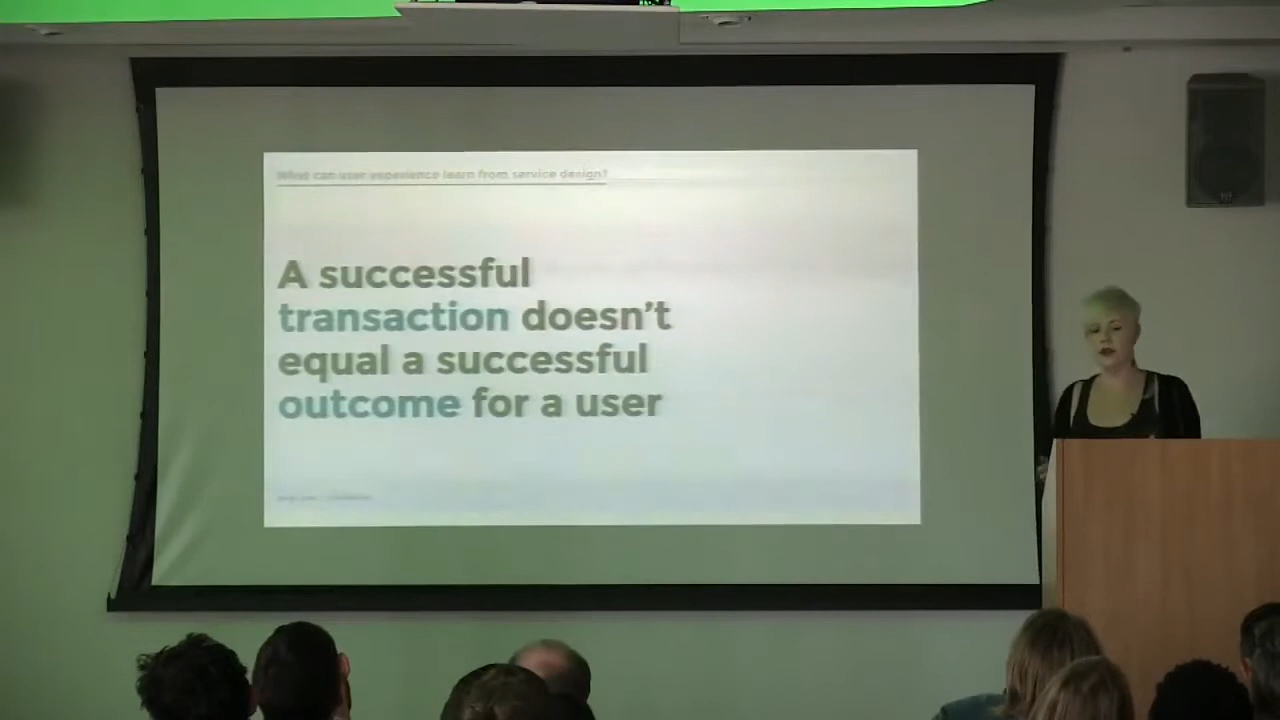 What can user experience learn from service design?
A successful
transaction doesn’t
equal a successful
outcome for a user